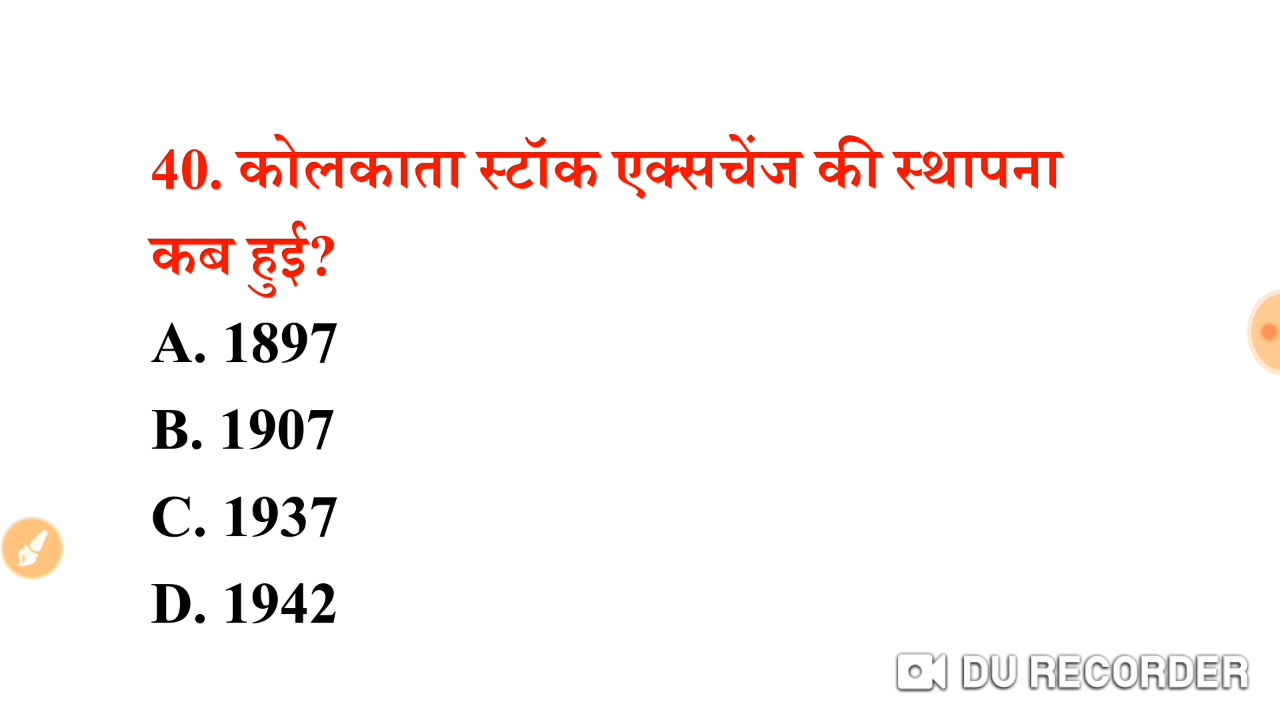 40. कोलकाता स्टॉक एक्सचेंज की स्थापना
कब हुई?
A. 1897
B. 1907
C. 1937
D. 1942
DU RECORDER